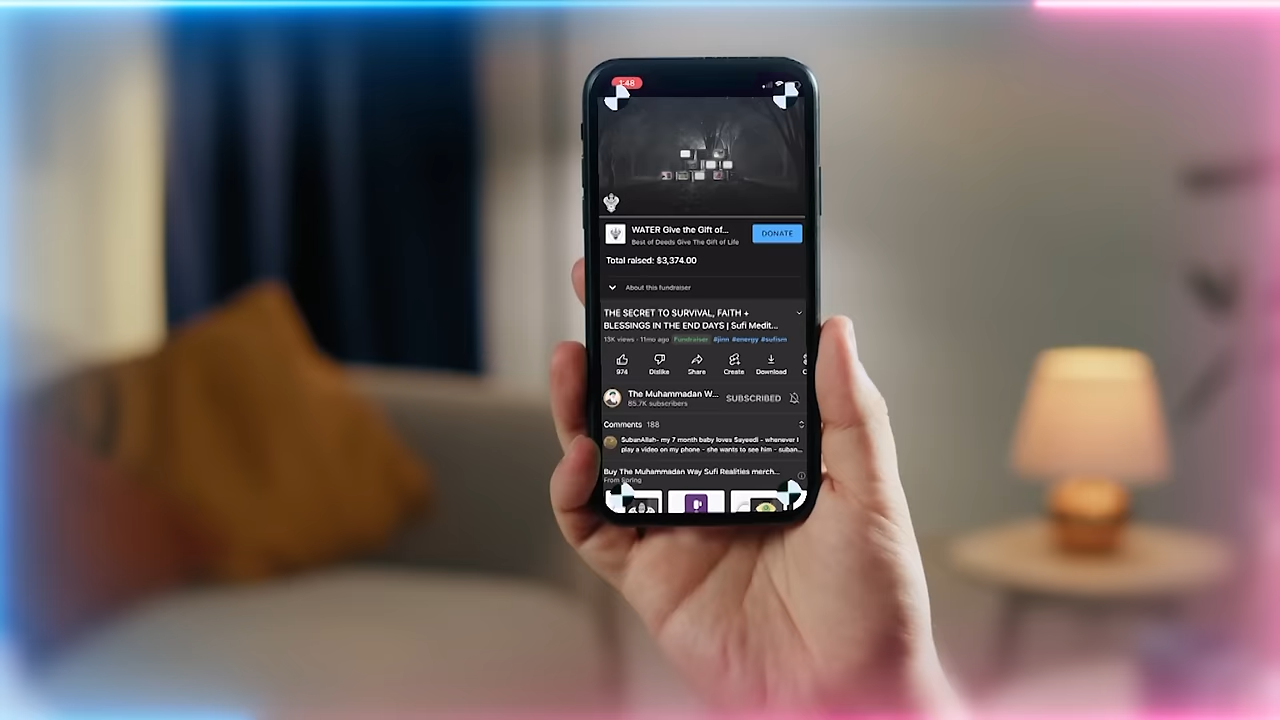 1:48
WATER Give the Gift of...
Best of Deeds Give The Gift of Life
DONATE
Total raised: $3,374.00
About this fundraiser
THE SECRET TO SURVIVAL, FAITH +
BLESSINGS IN THE END DAYS | Sufi Medit...
13K views · 11mo ago Fundraiser #jinn #energy #sufism
974 Dislike Share Create Download
The Muhammadan W... SUBSCRIBED
85.7K subscribers
Comments 188
SubanAllah- my 7 month baby loves Sayeedi - whenever I
play a video on my phone - she wants to see him - suban...
Buy The Muhammadan Way Sufi Realities merch...
From Spring